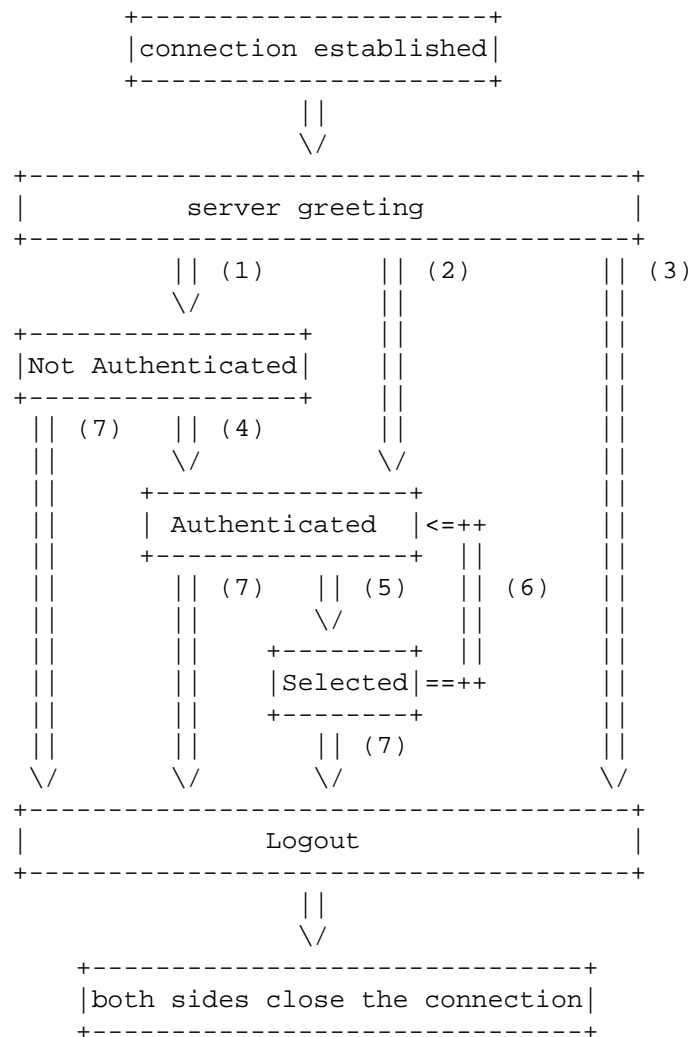 connection established
server greeting
(1) (2) (3)
Not Authenticated
(7) (4)
Authenticated
(7) (5) (6)
Selected
(7)
Logout
both sides close the connection